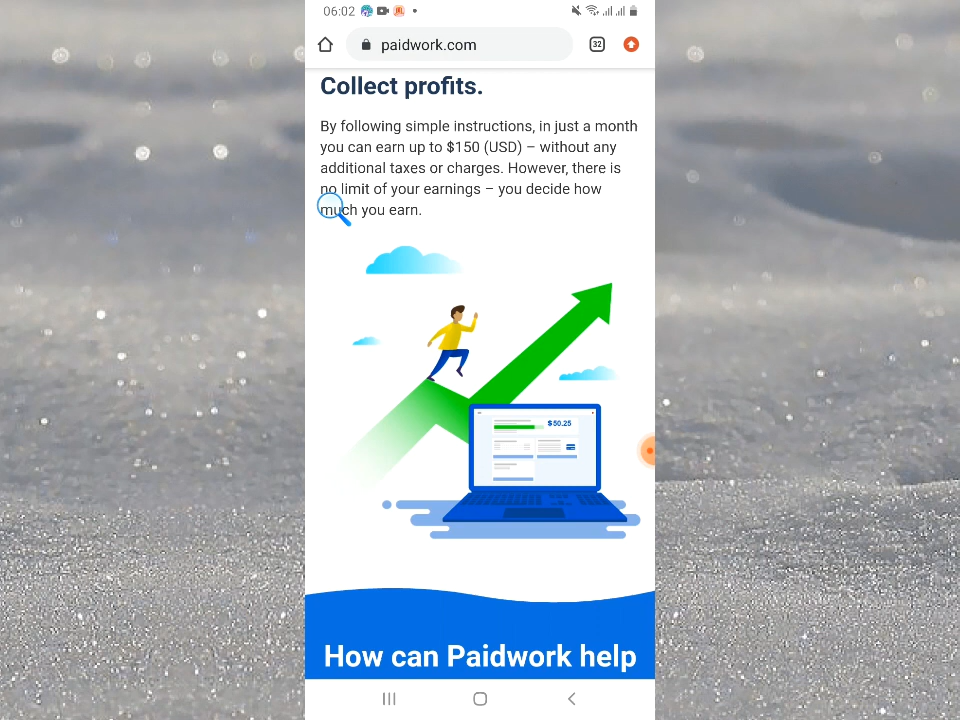 06:02
32
paidwork.com
Collect profits.
By following simple instructions, in just a month
you can earn up to $150 (USD) – without any
additional taxes or charges. However, there is
no limit of your earnings – you decide how
much you earn.
$50.25
How can Paidwork help